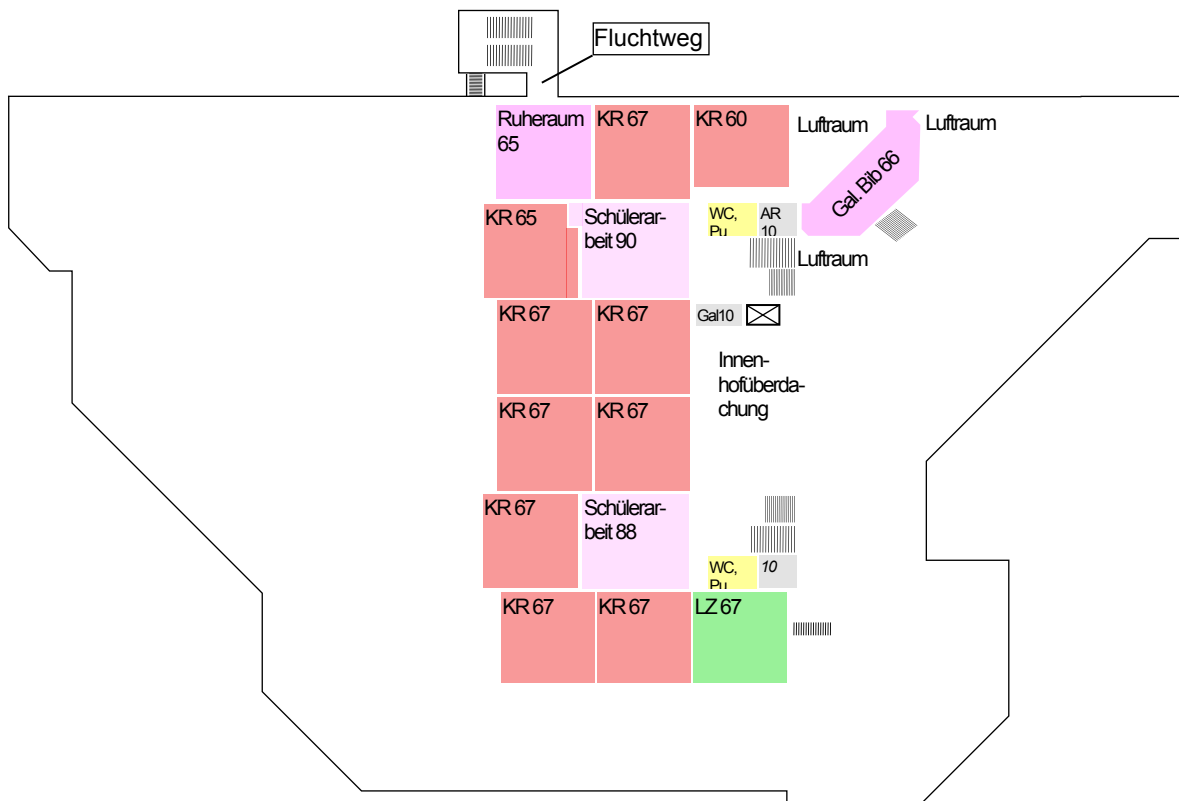 Fluchtweg
Ruheraum
65
KR 67
KR 60
Luftraum
Luftraum
Gal. Bib 66
KR 65
Schülerar-
beit 90
WC,
Pu
AR
10
Luftraum
KR 67
KR 67
Gal10
Innen-
hofüberda-
chung
KR 67
KR 67
KR 67
Schülerar-
beit 88
WC,
Pu
10
KR 67
KR 67
LZ 67